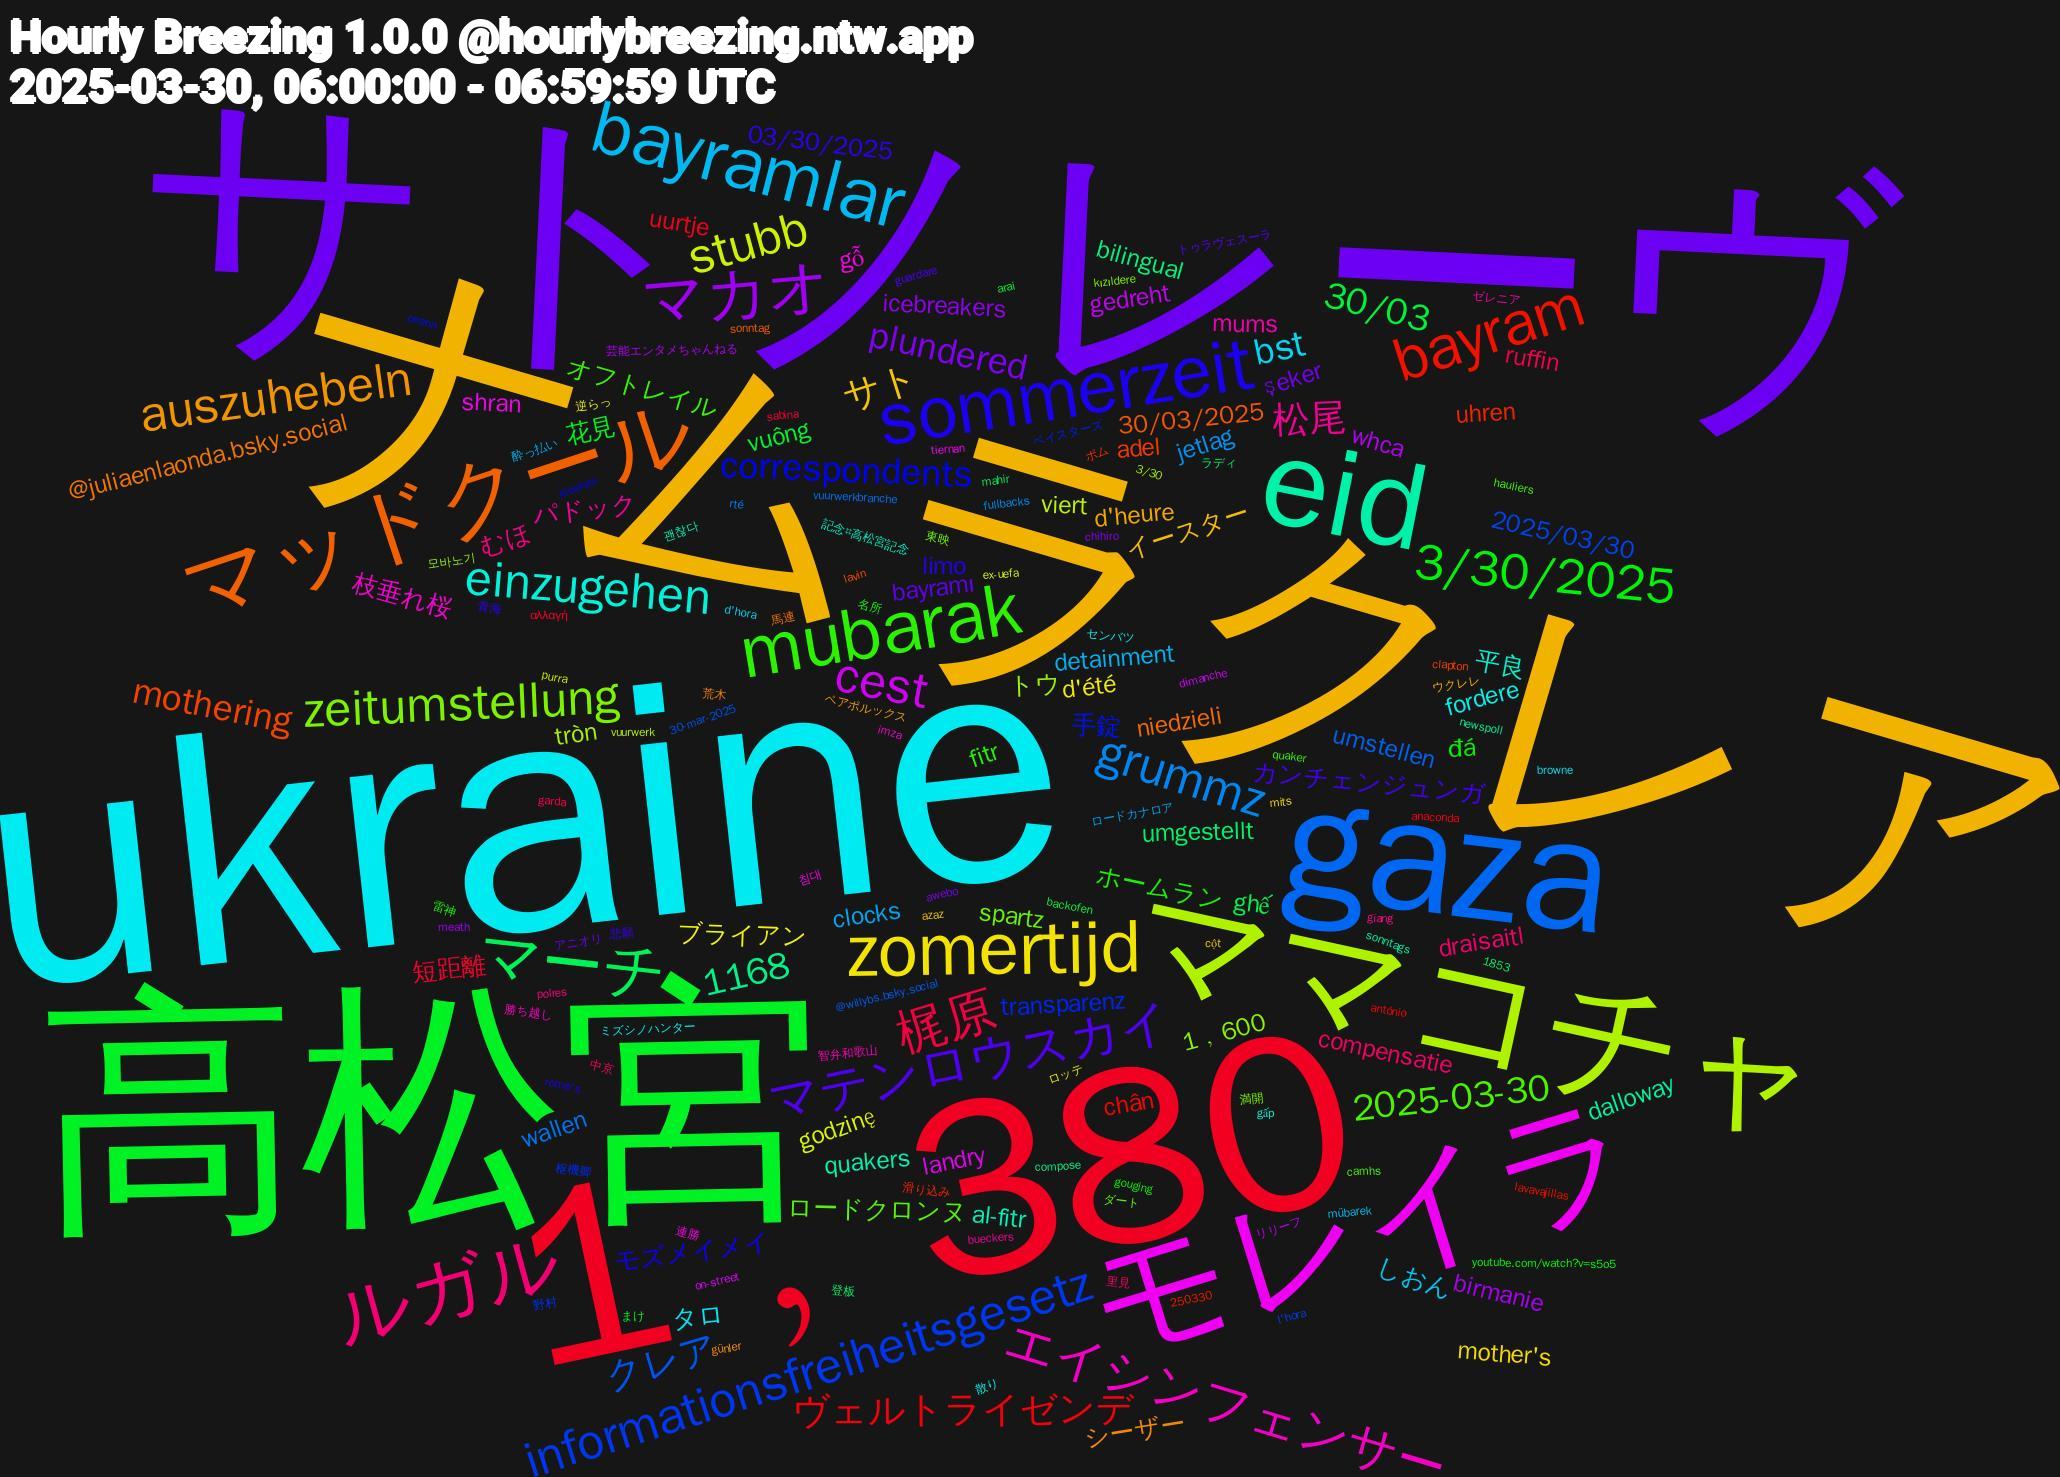 Hourly Breezing 1.0.0 @hourlybreezing.ntw.app
2025-03-30, 06:00:00 - 06:59:59 UTC
サトノレーヴ
bayramlar
03/30/2025
uurtje
stubb
マカオ
gỗ
icebreakers
plundered
bilingual
gedreht
トゥラヴェスーラ
guardare
kızıldere
arai
ゼレニア
mums
30/03
bst
bayram
ruffin
şeker
sommerzeit
ナムラクレア
cnnbrk
sonntag
芸能エンタメちゃんねる
オフトレイル
shran
auszuhebeln
@juliaenlaonda.bsky.social
マッドクール
逆らっ
花見
サト
vuông
sabina
jetlag
ベイスターズ
30/03/2025
adel
ポム
uhren
whca
酔っ払い
tiernan
correspondents
ラディ
3/30
mahir
hauliers
パドック
むほ
松尾
eid
vuurwerkbranche
rté
fullbacks
viert
d'heure
イースター
2025/03/30
괜찮다
記念⌗高松宮記念
東映
chihiro
모바노기
limo
einzugehen
bayramı
3/30/2025
枝垂れ桜
青海
名所
lavin
ex-uefa
d'hora
αλλαγή
馬連
mubarak
センバツ
平良
detainment
cest
トウ
d'été
clapton
zeitumstellung
purra
mothering
荒木
ベアポルックス
dimanche
ウクレレ
fordere
niedzieli
手錠
30-mar-2025
tròn
vuurwerk
newspoll
fitr
đá
umstellen
ukraine
ブライアン
zomertijd
grummz
カンチェンジュンガ
quaker
browne
gaza
clocks
garda
ロードカナロア
mits
anaconda
umgestellt
침대
awebo
azaz
meath
アニオリ
悲願
cột
sonntags
雷神
マーチ
1168
ホームラン
ghế
backofen
giang
draisaitl
ママコチャ
短距離
記念
spartz
1853
高松宮
polres
勝ち越し
@willybs.bsky.social
compose
transparenz
antónio
梶原
マテンロウスカイ
ミズシノハンター
1，600
compensatie
智弁和歌山
中京
ロッテ
満開
2025-03-30
dalloway
rome's
wallen
godzinę
chân
gấp
quakers
landry
里見
ダート
camhs
1，380
滑り込み
gouging
lavavajillas
枢機卿
ロードクロンヌ
al-fitr
250330
mübarek
モレイラ
連勝
モズメイメイ
bueckers
リリーフ
youtube.com/watch?v=s5o5
on-street
登板
しおん
birmanie
ルガル
野村
まけ
タロ
l'hora
クレア
günler
informationsfreiheitsgesetz
エイシンフェンサー
mother's
散り
ヴェルトライゼンデ
シーザー